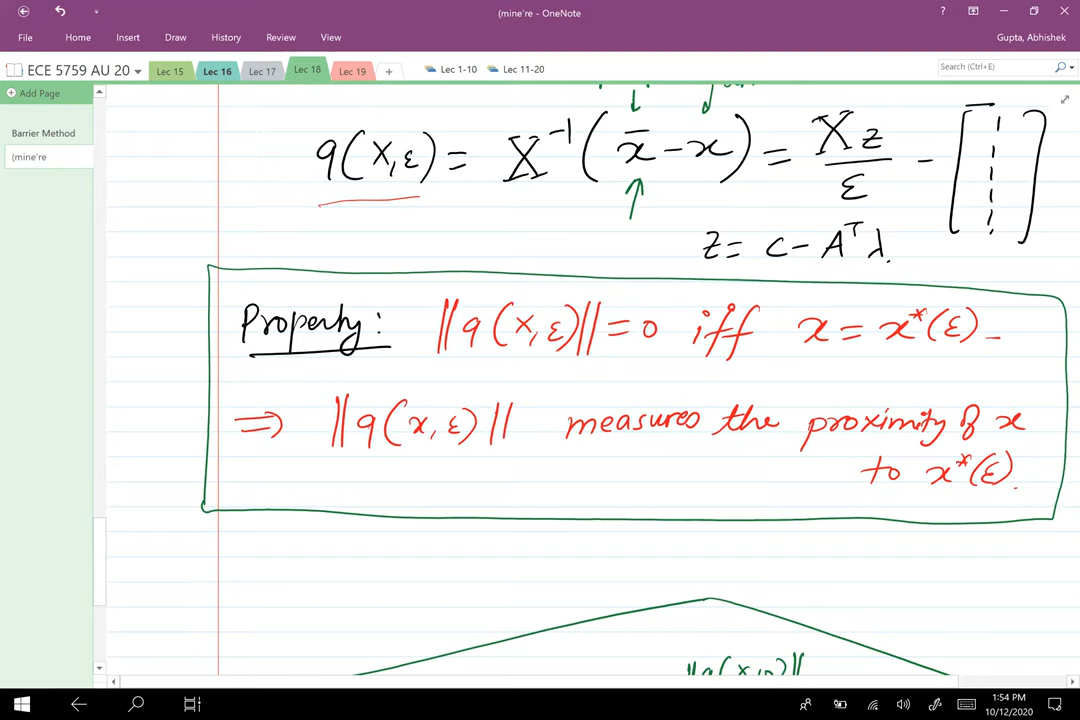 (mine're - OneNote
File Home Insert Draw History Review View
Gupta, Abhishek
ECE 5759 AU 20 Lec 15 Lec 16 Lec 17 Lec 18 Lec 19 + Lec 1-10 Lec 11-20
Search (Ctrl+E)
Add Page
Barrier Method
(mine're
q(X,ε) = X⁻¹(x̄ - x) = Xz/ε - [1 1 ⋮ 1]
z = c - Aᵀλ.
Property: ||q(x,ε)|| = 0 iff x = x*(ε)
⇒ ||q(x,ε)|| measures the proximity of x
to x*(ε).
1:54 PM
10/12/2020